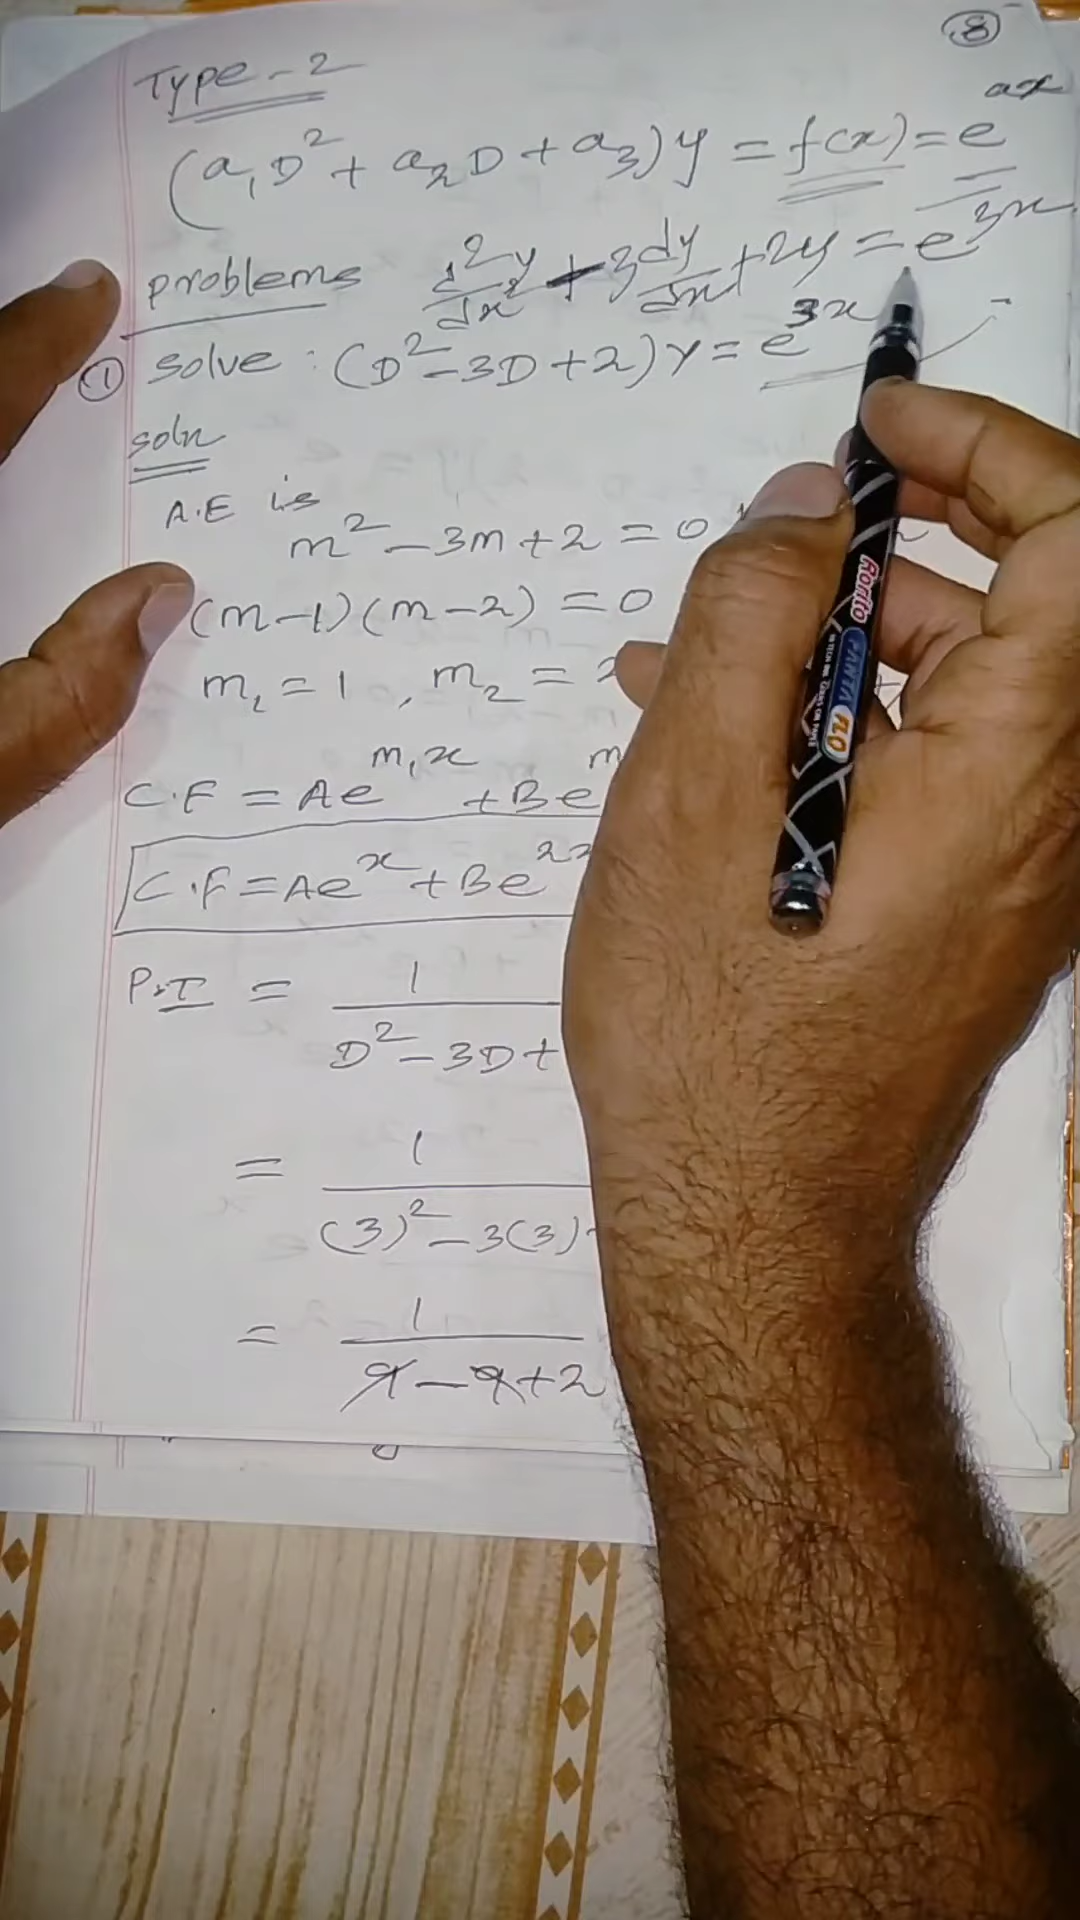 8
Type-2
(a₁D² + a₂D + a₃)y = f(x) = e^ax
problems d²y/dx² - 3dy/dx + 2y = e^3x
① solve : (D² - 3D + 2)y = e^3x
soln
A.E is
m² - 3m + 2 = 0
(m-1)(m-2) = 0
m₁ = 1 , m₂ = 2
C.F = Ae^m₁x + Be^m
C.F = Ae^x + Be^2x
P.I = 1/(D² - 3D +
= 1/((3)² - 3(3)
= 1/(9 - 9 + 2
Rorito
FANTA